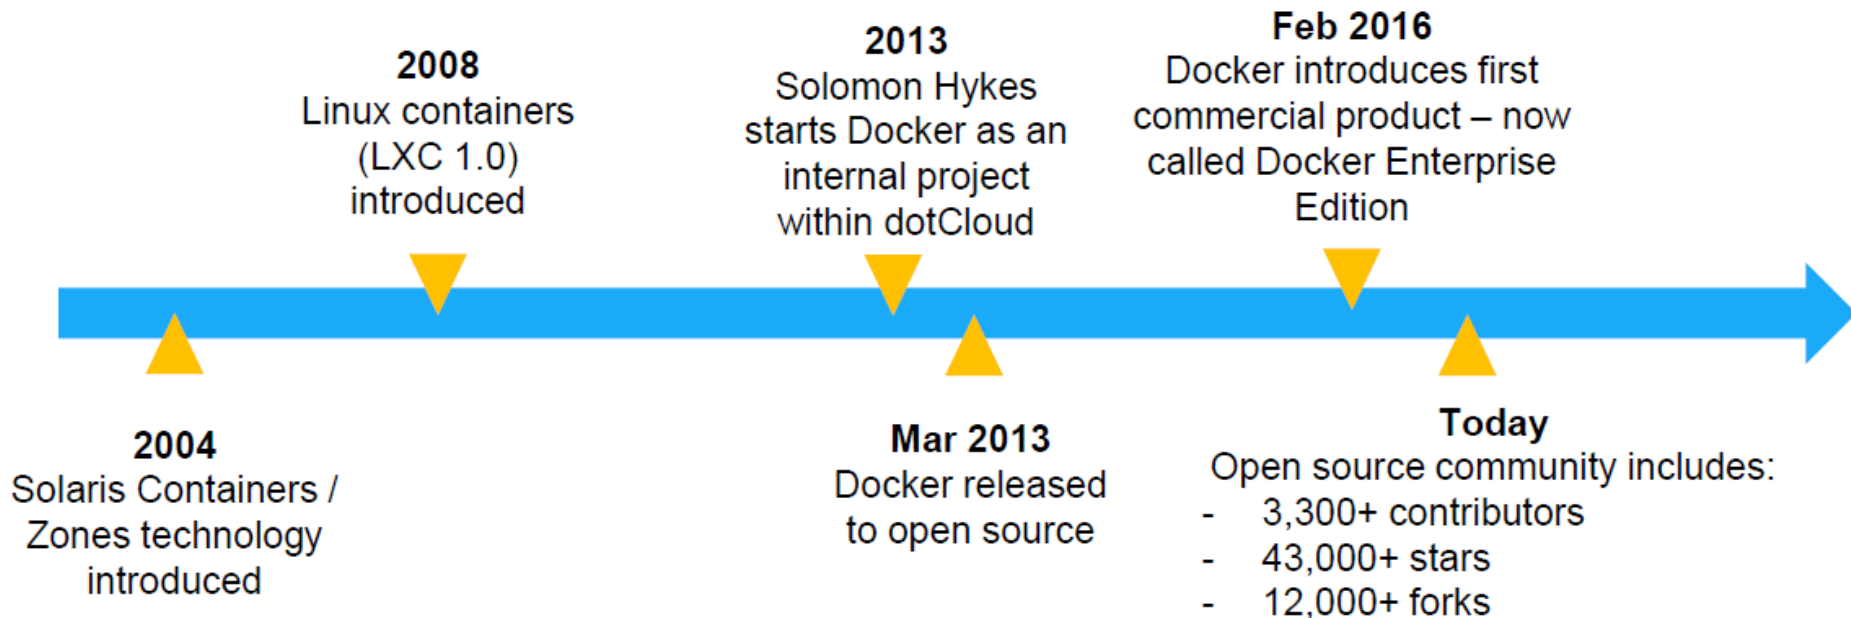 2004
Solaris Containers /
Zones technology
introduced
2008
Linux containers
(LXC 1.0)
introduced
2013
Solomon Hykes
starts Docker as an
internal project
within dotCloud
Mar 2013
Docker released
to open source
Feb 2016
Docker introduces first
commercial product – now
called Docker Enterprise
Edition
Today
Open source community includes:
- 3,300+ contributors
- 43,000+ stars
- 12,000+ forks